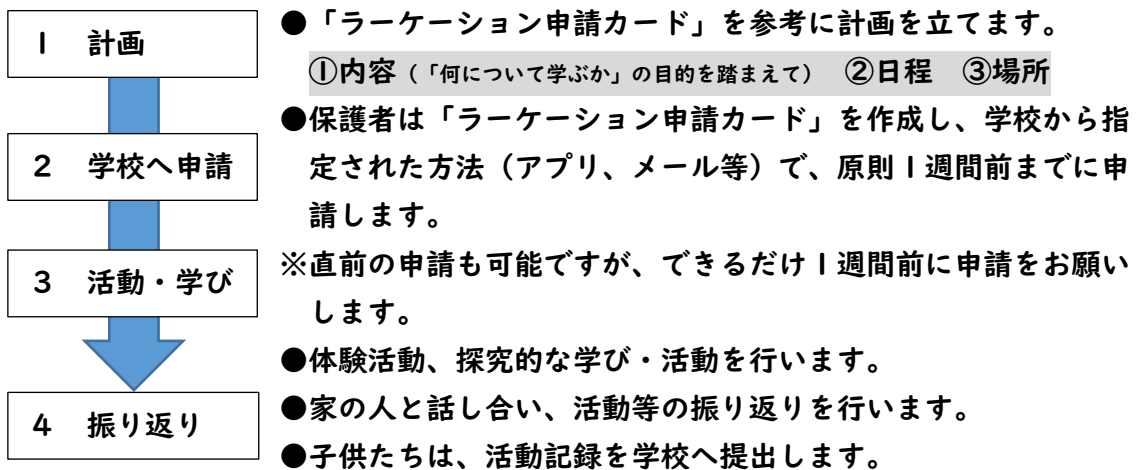 1 計画
2 学校へ申請
3 活動・学び
4 振り返り
●「ラーケーション申請カード」を参考に計画を立てます。
①内容（「何について学ぶか」の目的を踏まえて） ②日程 ③場所
●保護者は「ラーケーション申請カード」を作成し、学校から指
定された方法（アプリ、メール等）で、原則1週間前までに申
請します。
※直前の申請も可能ですが、できるだけ1週間前に申請をお願い
します。
●体験活動、探究的な学び・活動を行います。
●家の人と話し合い、活動等の振り返りを行います。
●子供たちは、活動記録を学校へ提出します。